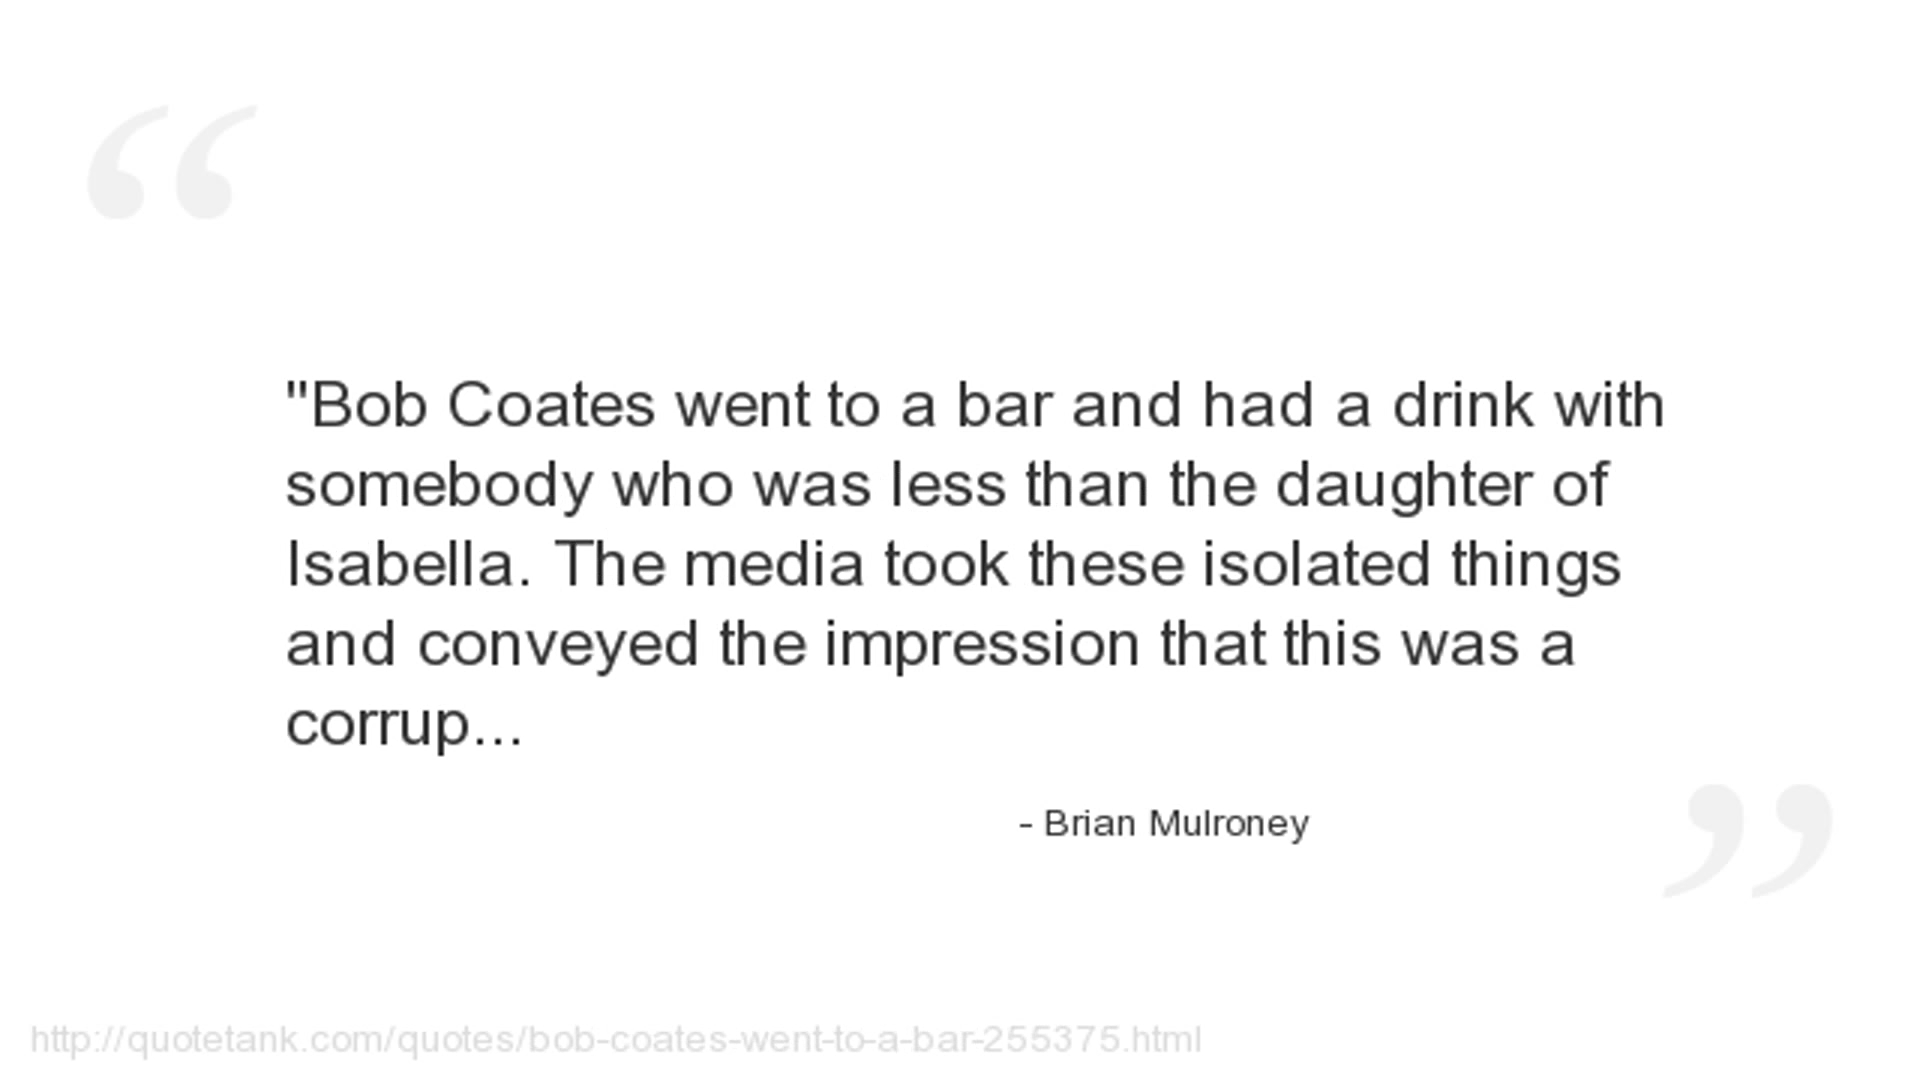 "Bob Coates went to a bar and had a drink with
somebody who was less than the daughter of
Isabella. The media took these isolated things
and conveyed the impression that this was a
corrup...
- Brian Mulroney
http://quotetank.com/quotes/bob-coates-went-to-a-bar-255375.html